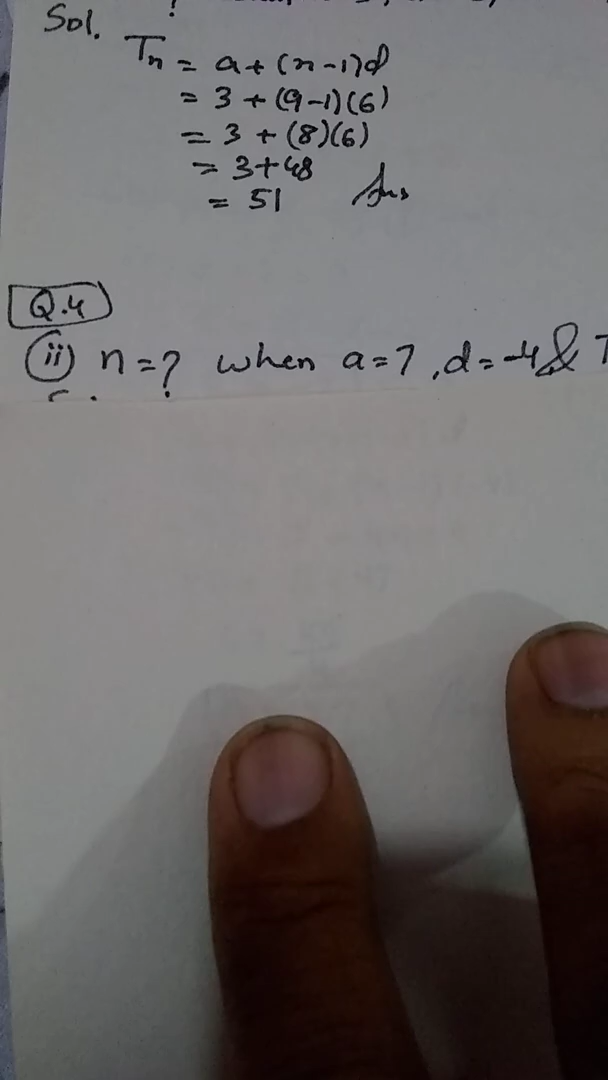 Sol.
Tn = a + (n-1)d
= 3 + (9-1)(6)
= 3 + (8)(6)
= 3+48
= 51 Ans
Q.4
(ii) n=? when a=7, d=-4 & T